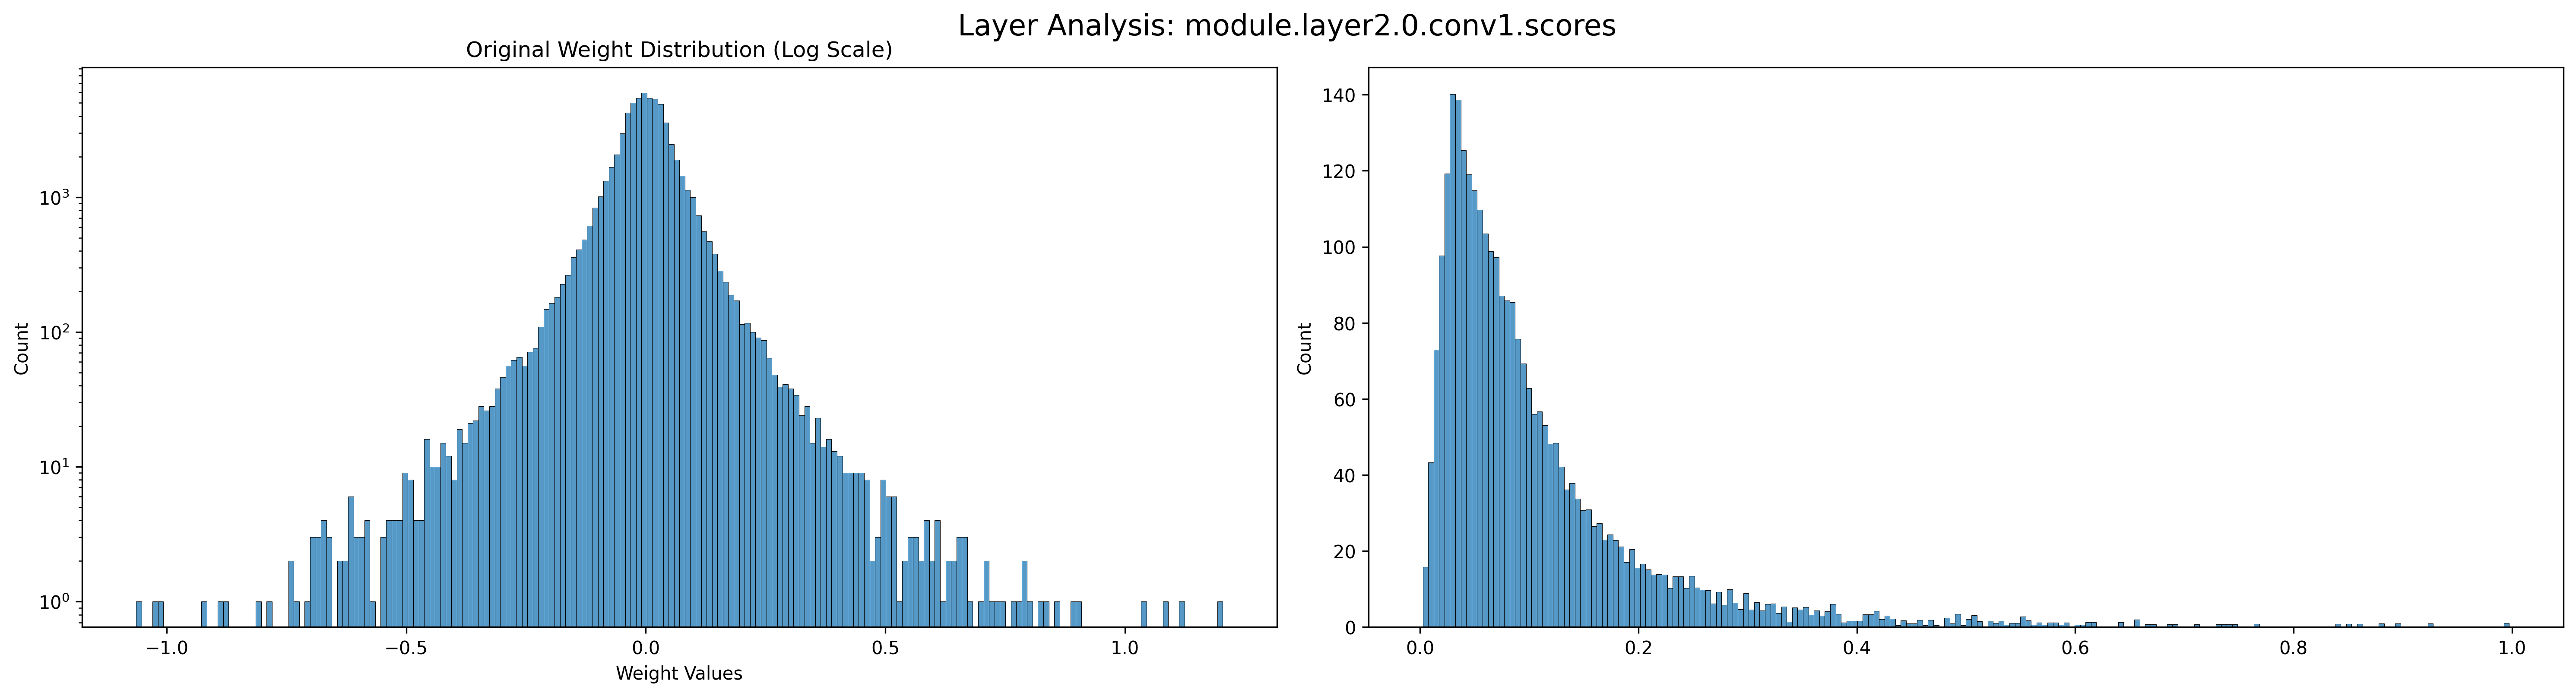 Layer Analysis: module.layer2.0.conv1.scores
Original Weight Distribution (Log Scale)
Count
10³
10²
10¹
10⁰
−1.0 −0.5 0.0 0.5 1.0
Weight Values
Count
140
120
100
80
60
40
20
0
0.0 0.2 0.4 0.6 0.8 1.0